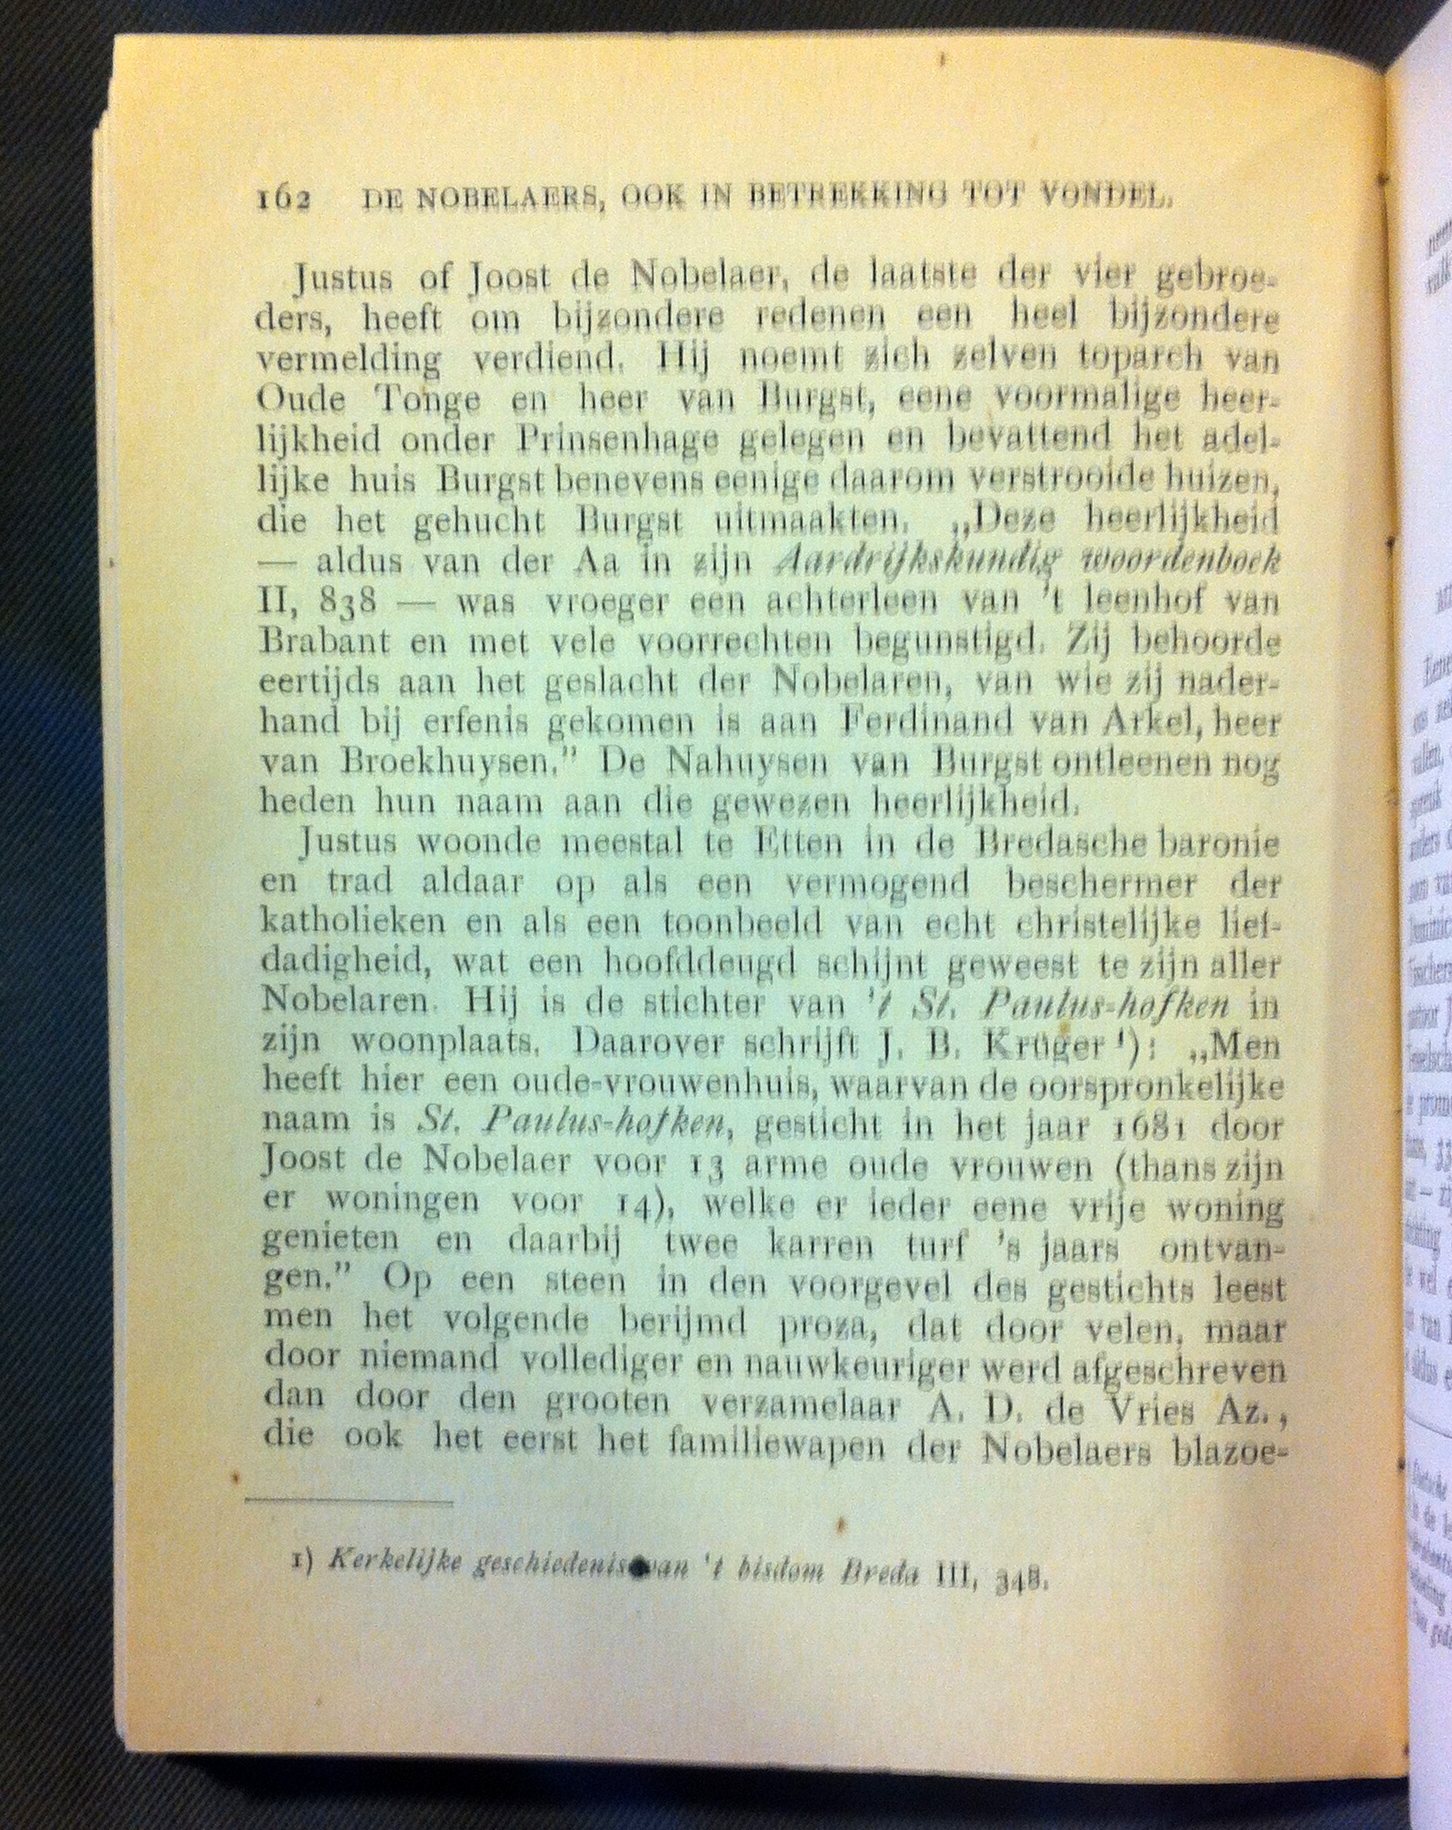 162 DE NOBELAERS, OOK IN BETREKKING TOT VONDEL.
Justus of Joost de Nobelaer, de laatste der vier gebroe-
ders, heeft om bijzondere redenen een heel bijzondere
vermelding verdiend. Hij noemt zich zelven toparch van
Oude Tonge en heer van Burgst, eene voormalige heer-
lijkheid onder Prinsenhage gelegen en bevattend het adel-
lijke huis Burgst benevens eenige daarom verstrooide huizen,
die het gehucht Burgst uitmaakten. „Deze heerlijkheid
— aldus van der Aa in zijn Aardrijkskundig woordenboek
II, 838 — was vroeger een achterleen van 't leenhof van
Brabant en met vele voorrechten begunstigd. Zij behoorde
eertijds aan het geslacht der Nobelaren, van wie zij nader-
hand bij erfenis gekomen is aan Ferdinand van Arkel, heer
van Broekhuysen.” De Nahuysen van Burgst ontleenen nog
heden hun naam aan die gewezen heerlijkheid.
Justus woonde meestal te Etten in de Bredasche baronie
en trad aldaar op als een vermogend beschermer der
katholieken en als een toonbeeld van echt christelijke lief-
dadigheid, wat een hoofddeugd schijnt geweest te zijn aller
Nobelaren. Hij is de stichter van 't St. Paulus-hofken in
zijn woonplaats. Daarover schrijft J. B. Krüger ¹): „Men
heeft hier een oude-vrouwenhuis, waarvan de oorspronkelijke
naam is St. Paulus-hofken, gesticht in het jaar 1681 door
Joost de Nobelaer voor 13 arme oude vrouwen (thans zijn
er woningen voor 14), welke er ieder eene vrije woning
genieten en daarbij twee karren turf 's jaars ontvan-
gen.” Op een steen in den voorgevel des gestichts leest
men het volgende berijmd proza, dat door velen, maar
door niemand vollediger en nauwkeuriger werd afgeschreven
dan door den grooten verzamelaar A. D. de Vries Az.,
die ook het eerst het familiewapen der Nobelaers blazoe-
1) Kerkelijke geschiedenis van 't bisdom Breda III, 348.